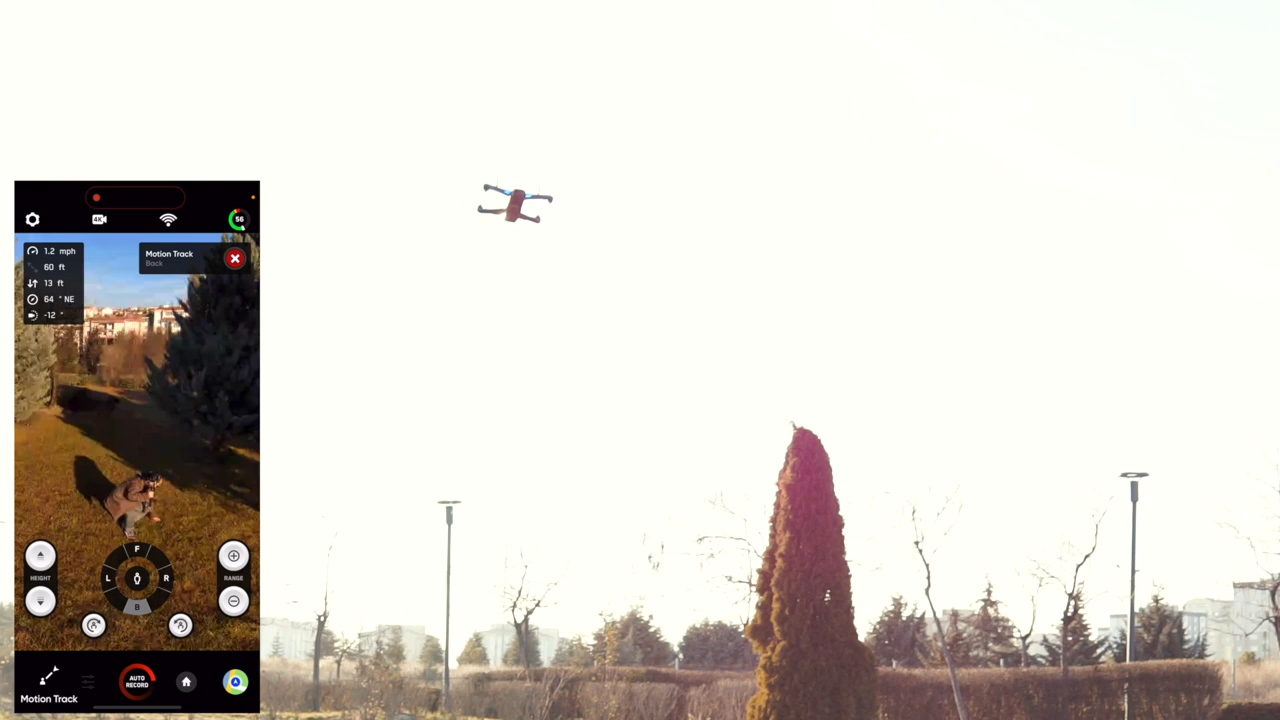 4K
56
1.2 mph
60 ft
13 ft
64 ° NE
-12 °
Motion Track
Back
F
L
R
B
HEIGHT
RANGE
AUTO
RECORD
A
Motion Track